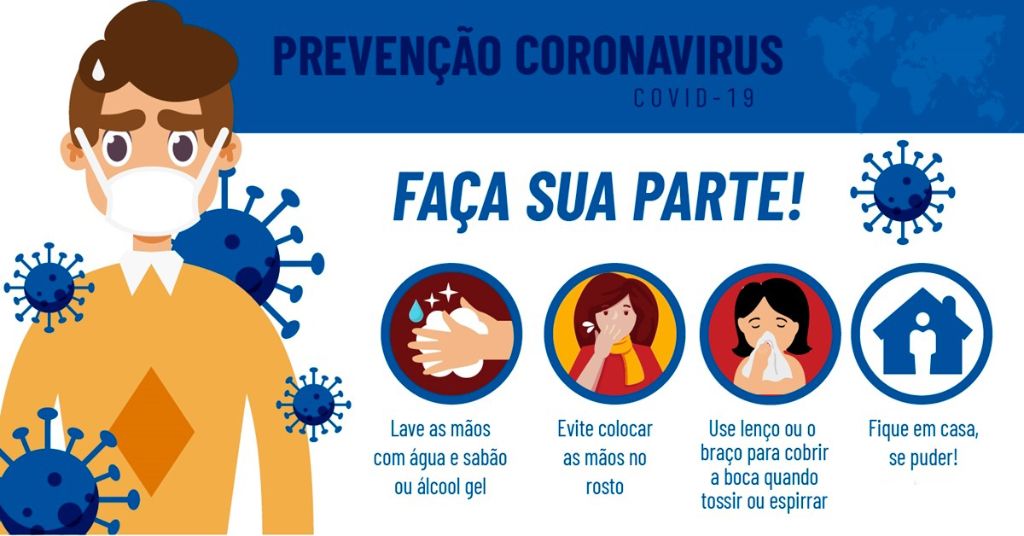 PREVENÇÃO CORONAVIRUS
COVID-19
FAÇA SUA PARTE!
Lave as mãos
com água e sabão
ou álcool gel
Evite colocar
as mãos no
rosto
Use lenço ou o
braço para cobrir
a boca quando
tossir ou espirrar
Fique em casa,
se puder!